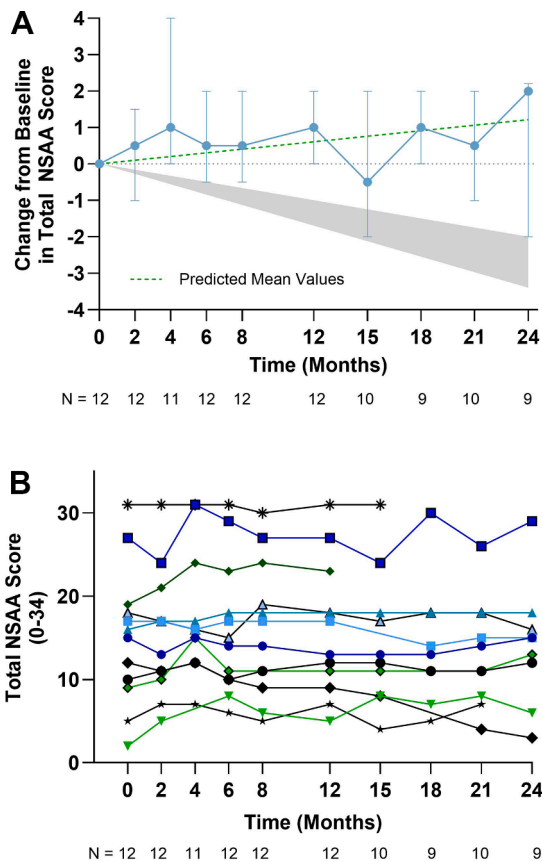 A
Change from Baseline
in Total NSAA Score
4
3
2
1
0
-1
-2
-3
-4
Predicted Mean Values
0 2 4 6 8 12 15 18 21 24
Time (Months)
N = 12 12 11 12 12 12 10 9 10 9
B
Total NSAA Score
(0-34)
30
20
10
0
0 2 4 6 8 12 15 18 21 24
Time (Months)
N = 12 12 11 12 12 12 10 9 10 9